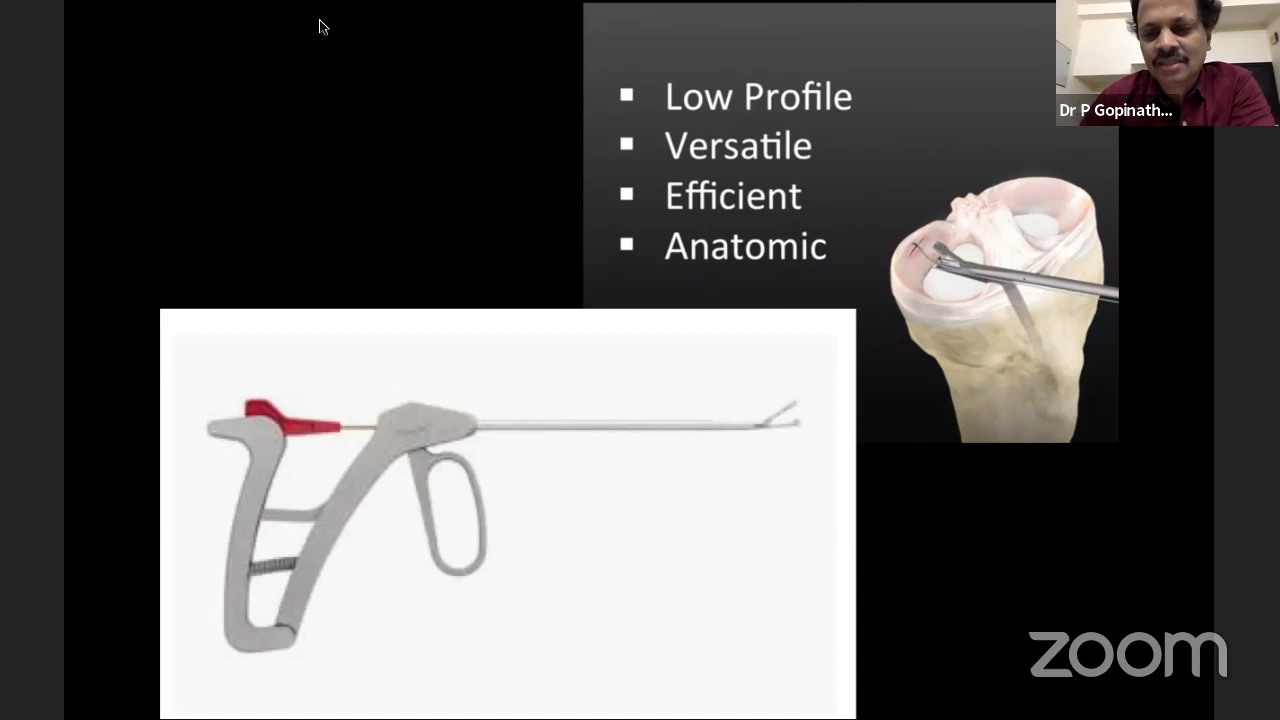 Low Profile
Versatile
Efficient
Anatomic
Dr P Gopinath...
zoom